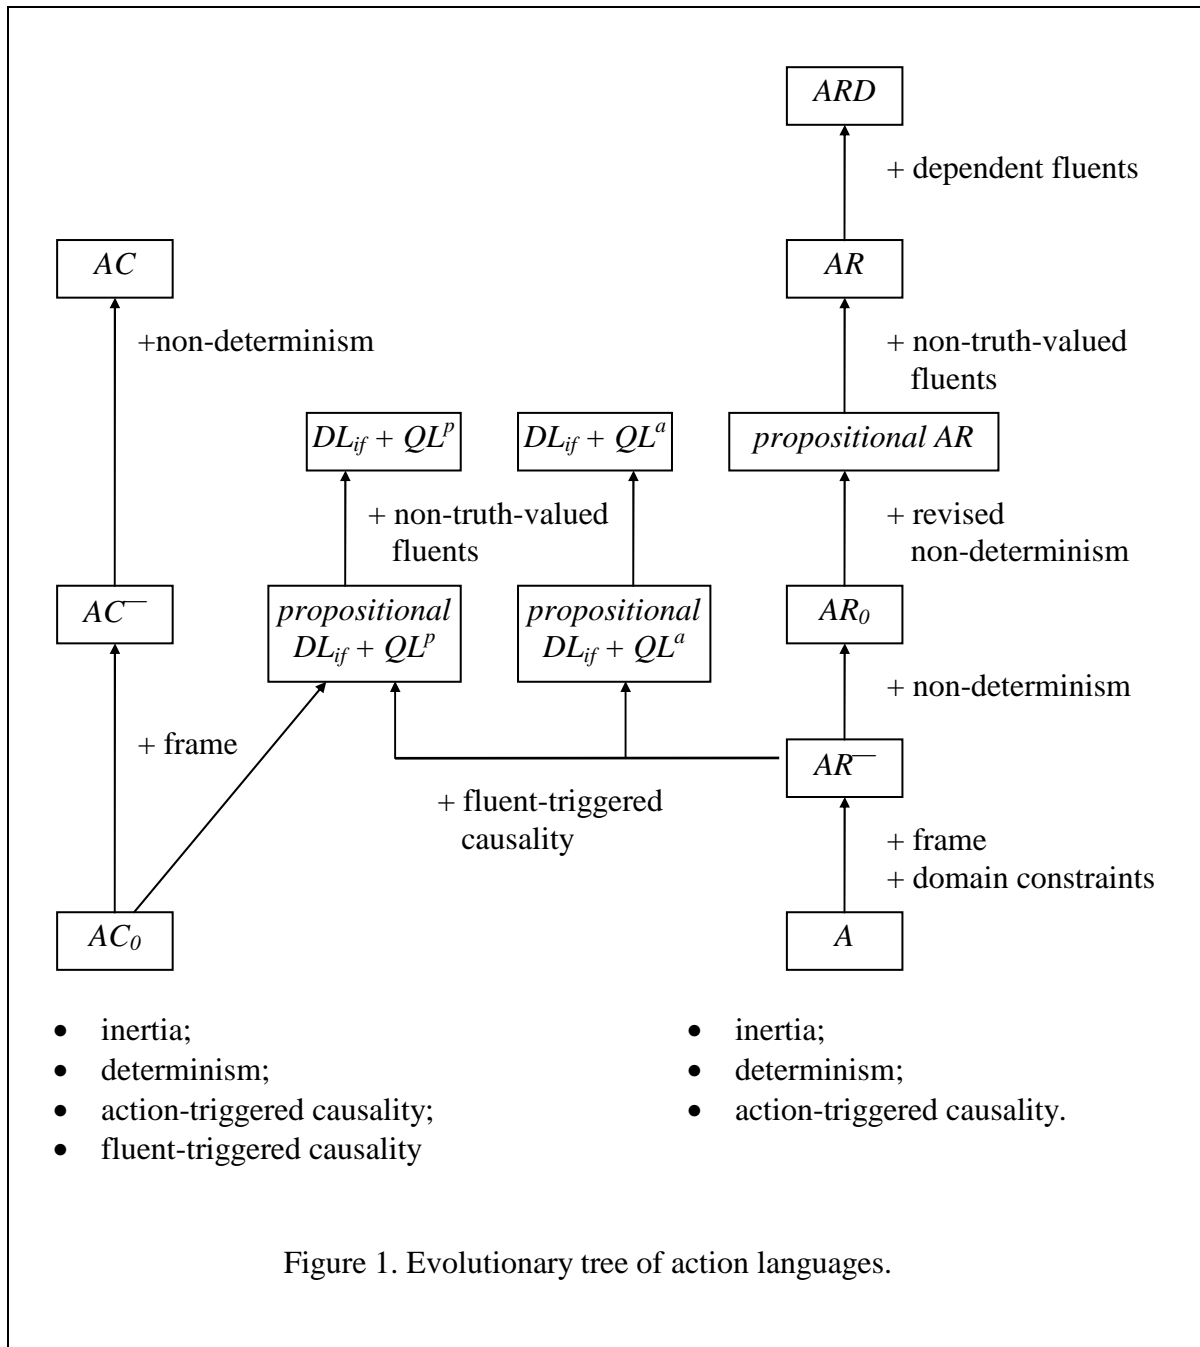 ARD
+ dependent fluents
AC
AR
+non-determinism
+ non-truth-valued
fluents
DL_if + QL^p
DL_if + QL^a
propositional AR
+ non-truth-valued
fluents
+ revised
non-determinism
AC⁻
propositional
DL_if + QL^p
propositional
DL_if + QL^a
AR₀
+ non-determinism
+ frame
AR⁻
+ fluent-triggered
causality
+ frame
+ domain constraints
AC₀
A
• inertia;
• determinism;
• action-triggered causality;
• fluent-triggered causality
• inertia;
• determinism;
• action-triggered causality.
Figure 1. Evolutionary tree of action languages.